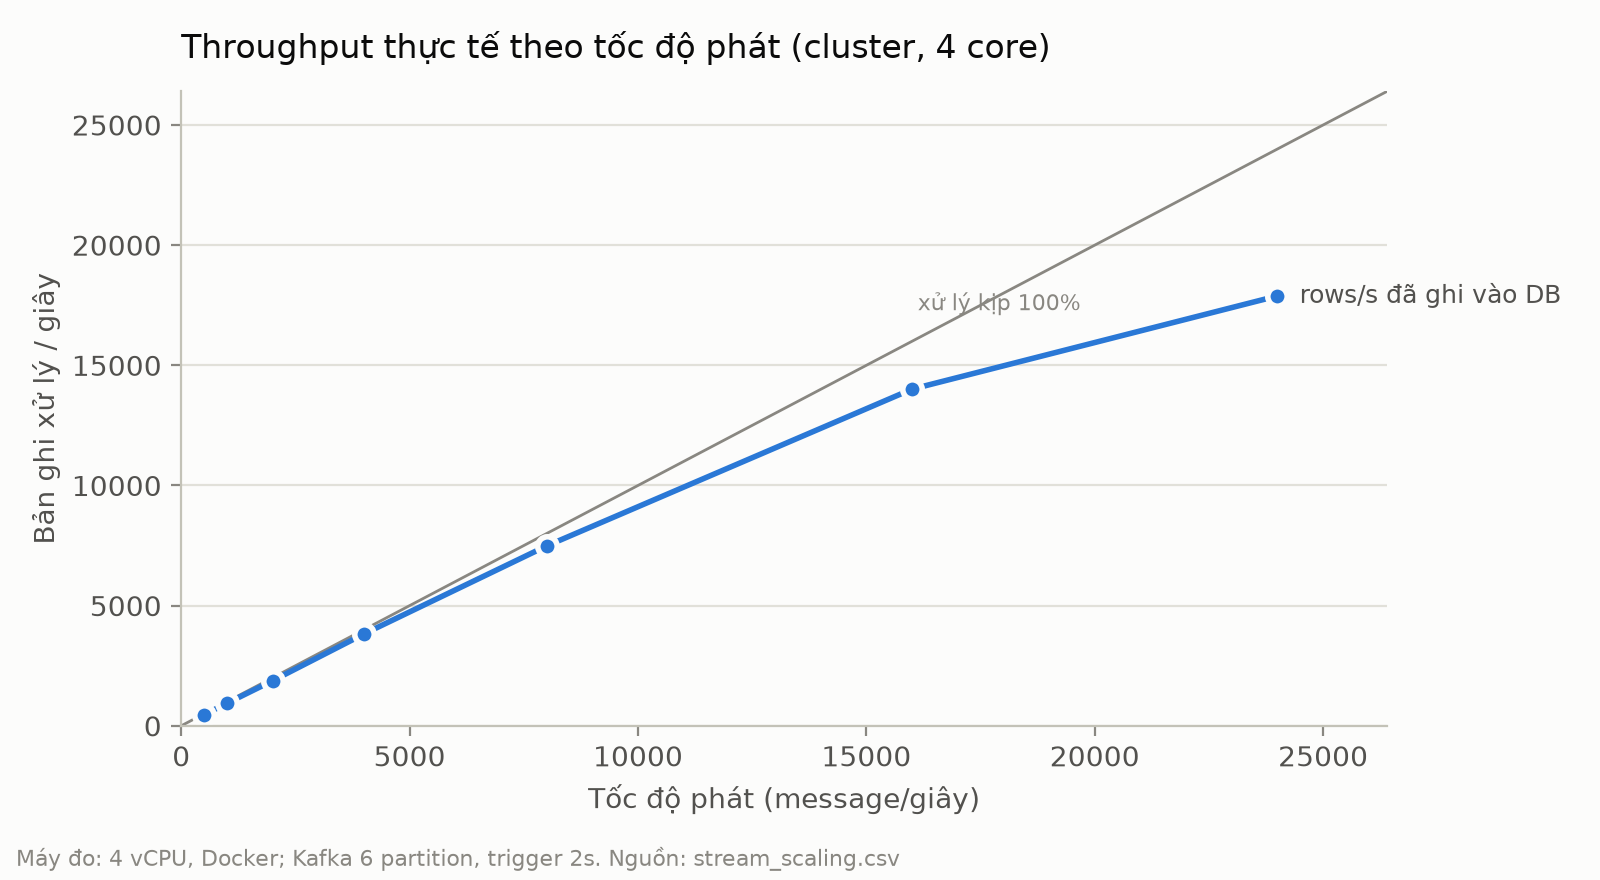 Throughput thực tế theo tốc độ phát (cluster, 4 core)
Bản ghi xử lý / giây
25000
20000
15000
10000
5000
0
xử lý kịp 100%
rows/s đã ghi vào DB
0 5000 10000 15000 20000 25000
Tốc độ phát (message/giây)
Máy đo: 4 vCPU, Docker; Kafka 6 partition, trigger 2s. Nguồn: stream_scaling.csv